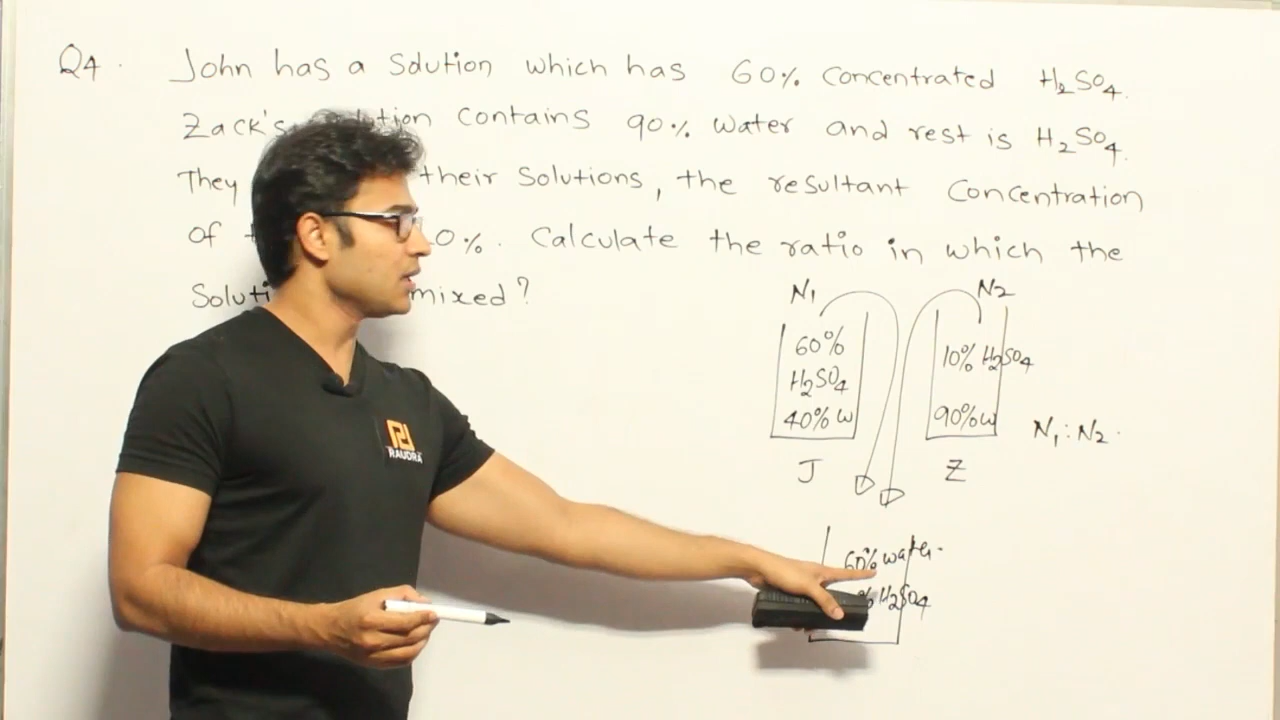 Q4. John has a solution which has 60% concentrated H2SO4.
Zack's solution contains 90% water and rest is H2SO4.
They their solutions, the resultant concentration
of 0%. Calculate the ratio in which the
mixed?
N1 N2
60% 10% H2SO4
H2SO4
40% W 90% W N1:N2.
J Z
60% water
% H2SO4
RAUDRA